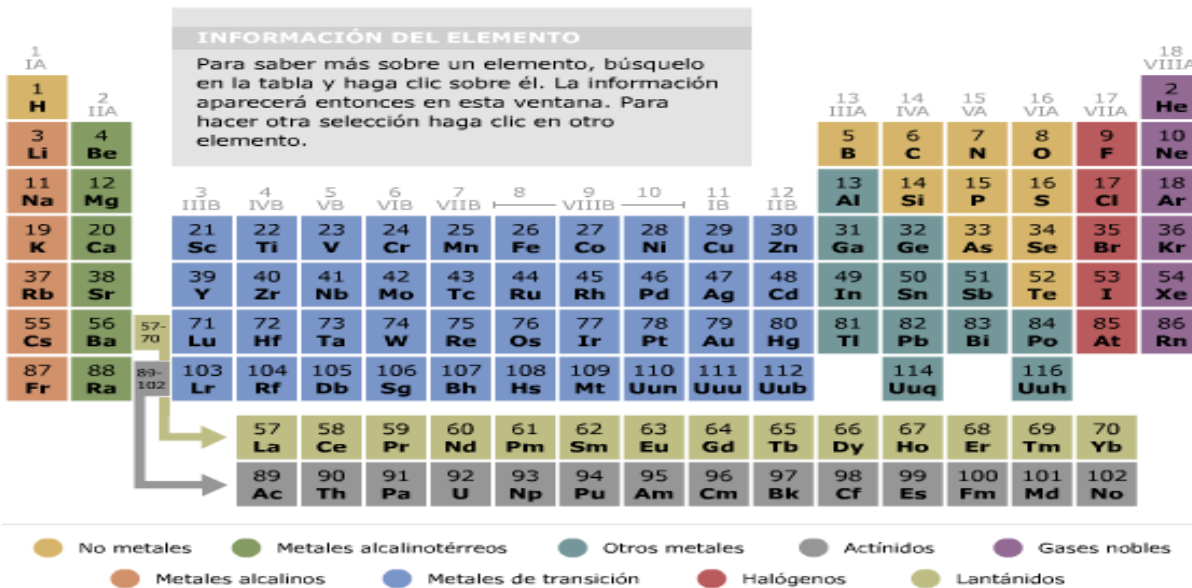 INFORMACIÓN DEL ELEMENTO
Para saber más sobre un elemento, búsquelo
en la tabla y haga clic sobre él. La información
aparecerá entonces en esta ventana. Para
hacer otra selección haga clic en otro
elemento.
1 18
IA VIIIA
1 2 13 14 15 16 17 2
H IIA IIIA IVA VA VIA VIIA He
3 4 5 6 7 8 9 10
Li Be B C N O F Ne
11 12 13 14 15 16 17 18
Na Mg Al Si P S Cl Ar
3 4 5 6 7 8 9 10 11 12
IIIB IVB VB VIB VIIB VIIIB IB IIB
19 20 21 22 23 24 25 26 27 28 29 30 31 32 33 34 35 36
K Ca Sc Ti V Cr Mn Fe Co Ni Cu Zn Ga Ge As Se Br Kr
37 38 39 40 41 42 43 44 45 46 47 48 49 50 51 52 53 54
Rb Sr Y Zr Nb Mo Tc Ru Rh Pd Ag Cd In Sn Sb Te I Xe
55 56 57-70 71 72 73 74 75 76 77 78 79 80 81 82 83 84 85 86
Cs Ba Lu Hf Ta W Re Os Ir Pt Au Hg Tl Pb Bi Po At Rn
87 88 89-102 103 104 105 106 107 108 109 110 111 112 114 116
Fr Ra Lr Rf Db Sg Bh Hs Mt Uun Uuu Uub Uuq Uuh
57 58 59 60 61 62 63 64 65 66 67 68 69 70
La Ce Pr Nd Pm Sm Eu Gd Tb Dy Ho Er Tm Yb
89 90 91 92 93 94 95 96 97 98 99 100 101 102
Ac Th Pa U Np Pu Am Cm Bk Cf Es Fm Md No
No metales Metales alcalinotérreos Otros metales Actínidos Gases nobles
Metales alcalinos Metales de transición Halógenos Lantánidos